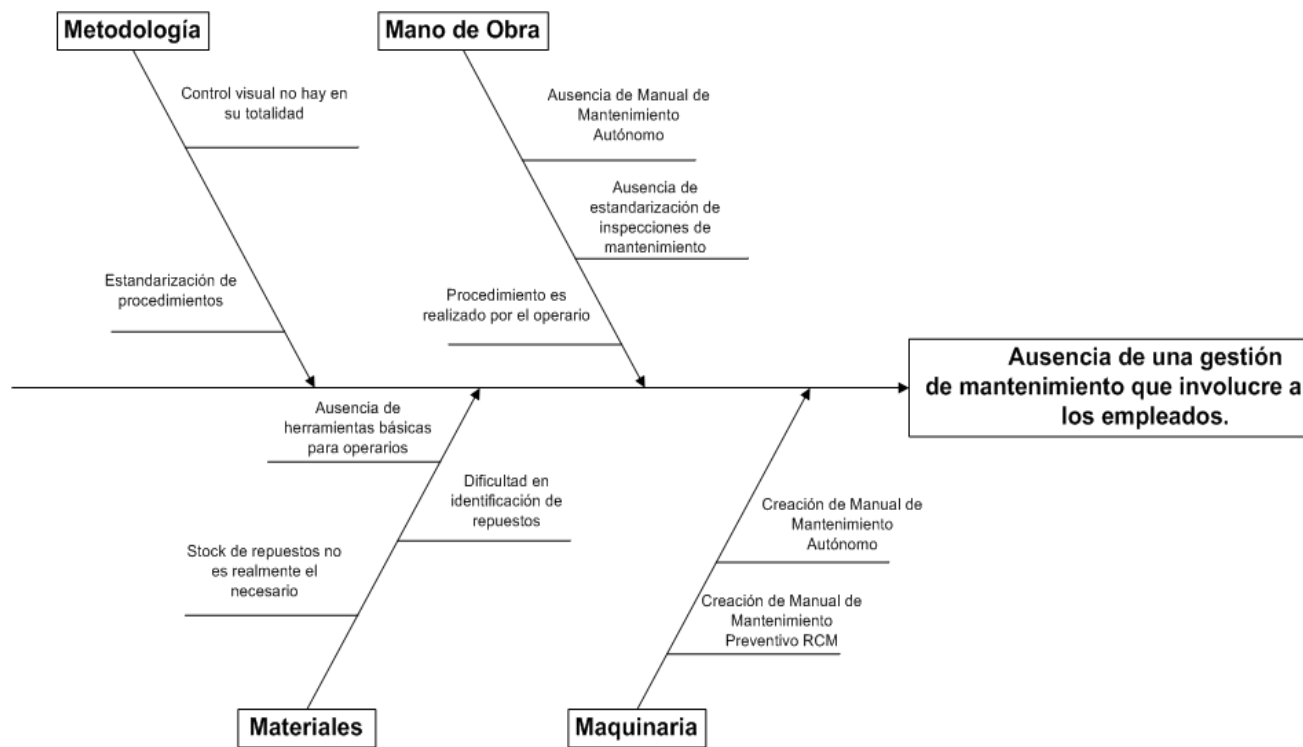 Metodología
Mano de Obra
Control visual no hay en
su totalidad
Ausencia de Manual de
Mantenimiento
Autónomo
Ausencia de
estandarización de
inspecciones de
mantenimiento
Estandarización de
procedimientos
Procedimiento es
realizado por el operario
Ausencia de una gestión
de mantenimiento que involucre a
los empleados.
Ausencia de
herramientas básicas
para operarios
Dificultad en
identificación de
repuestos
Stock de repuestos no
es realmente el
necesario
Creación de Manual de
Mantenimiento
Autónomo
Creación de Manual de
Mantenimiento
Preventivo RCM
Materiales
Maquinaria